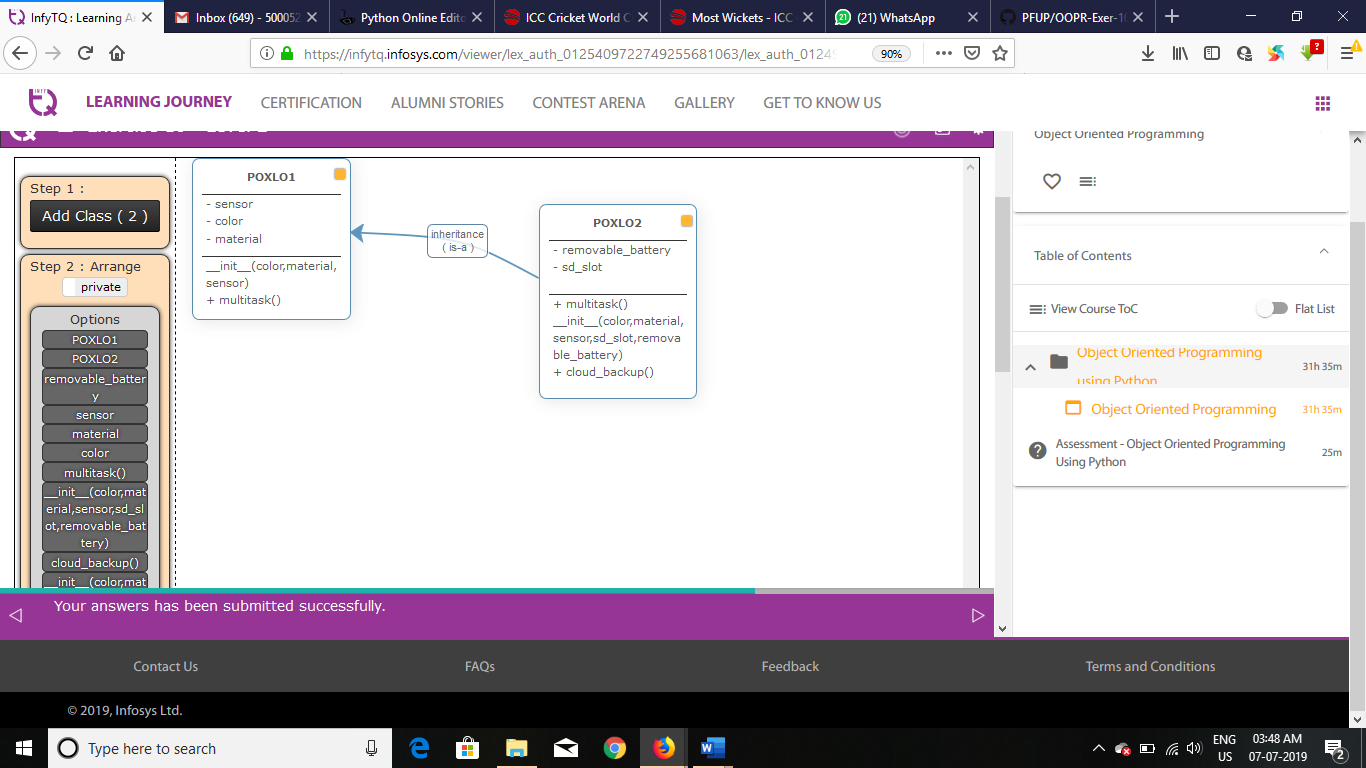 InfyTQ : Learning A
Inbox (649) - 500052
Python Online Edito
ICC Cricket World C
Most Wickets - ICC
(21) WhatsApp
PFUP/OOPR-Exer-10
https://infytq.infosys.com/viewer/lex_auth_0125409722749255681063/lex_auth_01249
90%
LEARNING JOURNEY
CERTIFICATION
ALUMNI STORIES
CONTEST ARENA
GALLERY
GET TO KNOW US
Object Oriented Programming
Step 1 :
Add Class ( 2 )
Step 2 : Arrange
private
Options
POXLO1
POXLO2
removable_batter
y
sensor
material
color
multitask()
__init__(color,mat
erial,sensor,sd_sl
ot,removable_bat
tery)
cloud_backup()
__init__(color,mat
POXLO1
- sensor
- color
- material
__init__(color,material,
sensor)
+ multitask()
inheritance
( is-a )
POXLO2
- removable_battery
- sd_slot
+ multitask()
__init__(color,material,
sensor,sd_slot,remova
ble_battery)
+ cloud_backup()
Table of Contents
View Course ToC
Flat List
Object Oriented Programming
using Python
31h 35m
Object Oriented Programming
31h 35m
Assessment - Object Oriented Programming
Using Python
25m
Your answers has been submitted successfully.
Contact Us
FAQs
Feedback
Terms and Conditions
© 2019, Infosys Ltd.
Type here to search
ENG
US
03:48 AM
07-07-2019
2